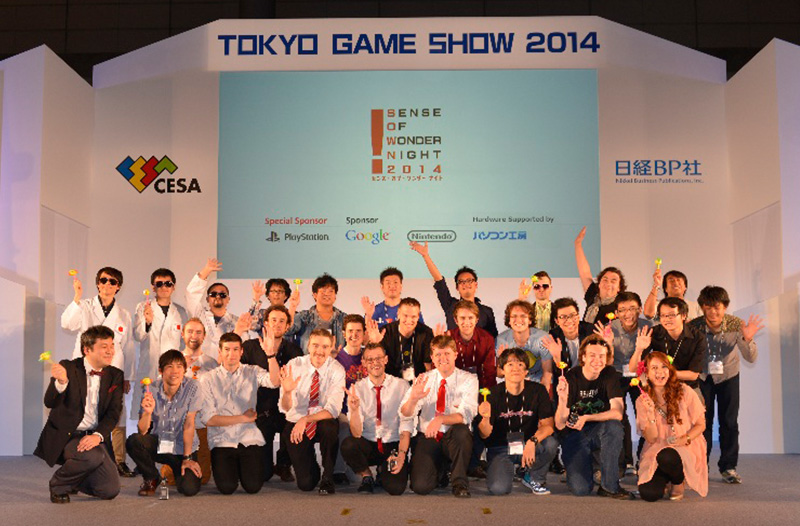 TOKYO GAME SHOW 2014
SENSE
OF
WONDER
NIGHT
2014
センス・オブ・ワンダー ナイト
CESA
日経BP社
Nikkei Business Publications, Inc.
Special Sponsor
PlayStation
Sponsor
Google
Nintendo
Hardware Supported by
パソコン工房